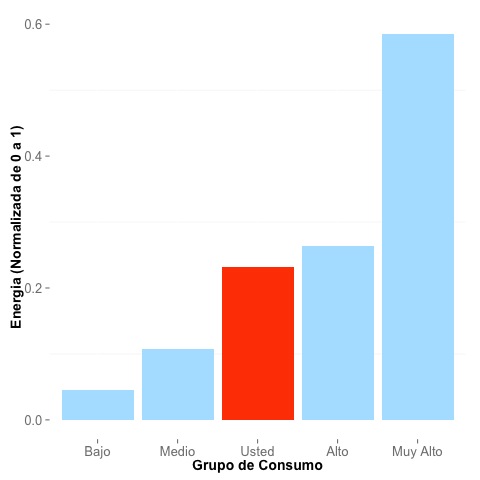 0.6
0.4
0.2
0.0
Energia (Normalizada de 0 a 1)
Bajo Medio Usted Alto Muy Alto
Grupo de Consumo